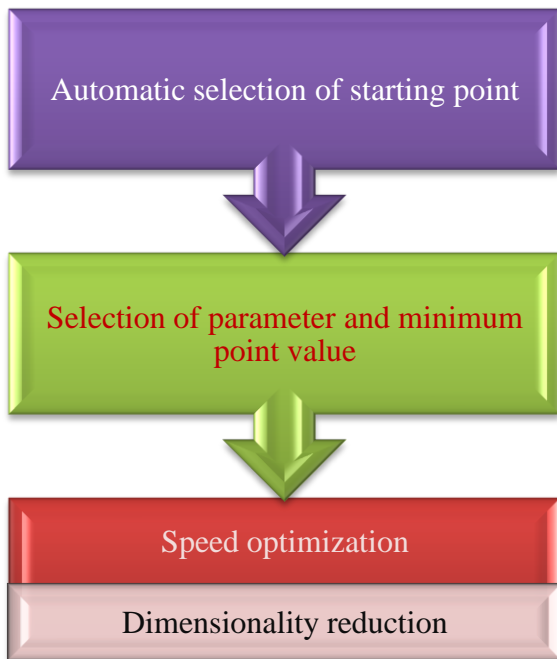 Automatic selection of starting point
Selection of parameter and minimum
point value
Speed optimization
Dimensionality reduction